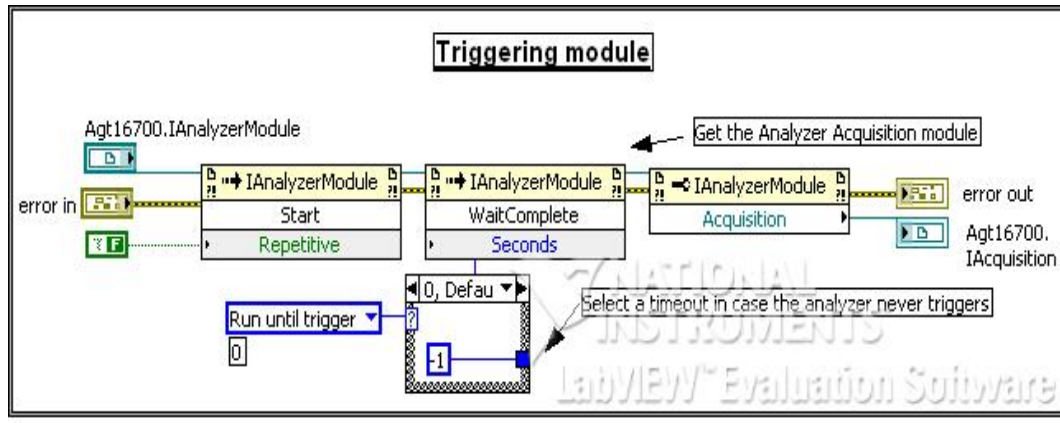 Triggering module
Agt16700.IAnalyzerModule
Get the Analyzer Acquisition module
IAnalyzerModule
IAnalyzerModule
IAnalyzerModule
error in
Start
WaitComplete
Acquisition
error out
F
Repetitive
Seconds
Agt16700.
IAcquisition
0, Defau
Run until trigger
?
Select a timeout in case the analyzer never triggers
0
-1
NATIONAL
INSTRUMENTS
LabVIEW™ Evaluation Software